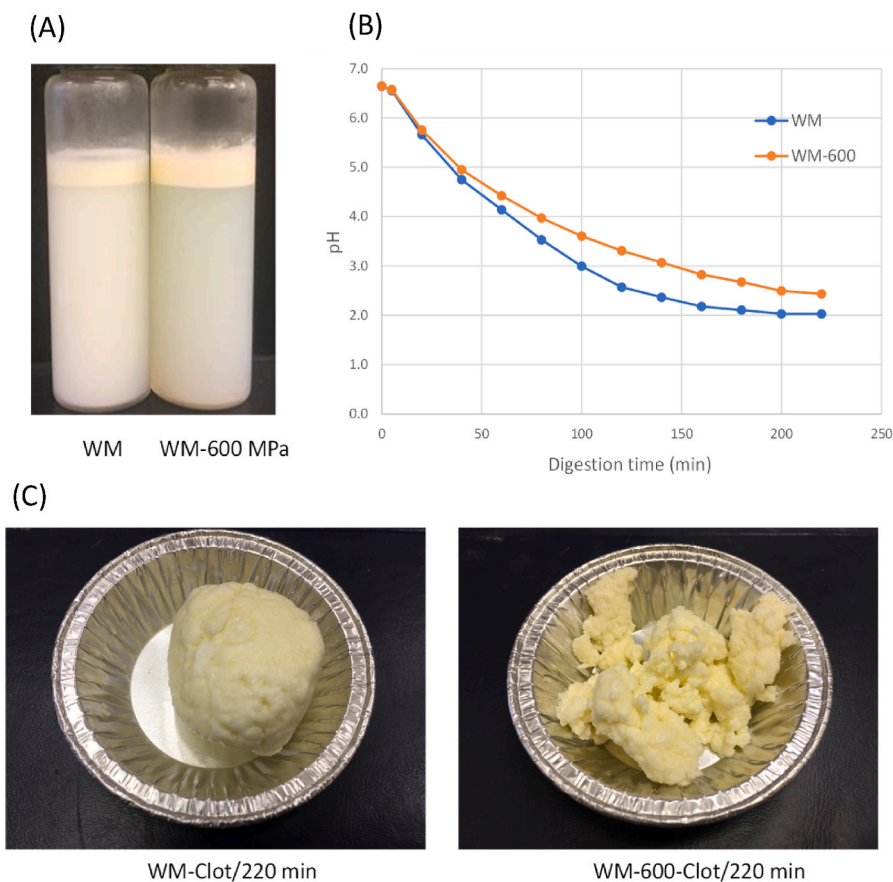 (A)
WM WM-600 MPa
(B)
7.0
6.0
5.0
4.0
3.0
2.0
1.0
0.0
pH
0 50 100 150 200 250
Digestion time (min)
WM
WM-600
(C)
WM-Clot/220 min
WM-600-Clot/220 min